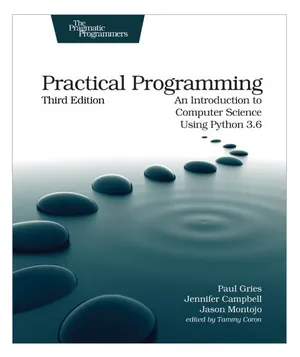 The
Pragmatic
Programmers
Practical Programming
Third Edition
An Introduction to
Computer Science
Using Python 3.6
Paul Gries
Jennifer Campbell
Jason Montojo
edited by Tammy Coron